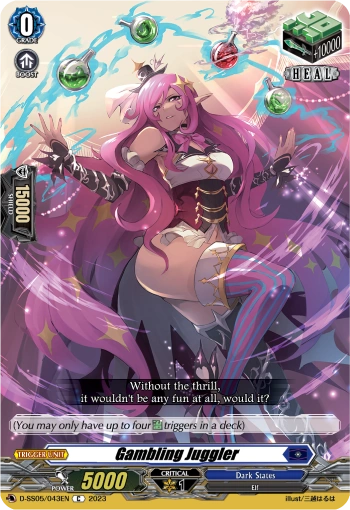 0
GRADE
BOOST
+10000
HEAL
15000
SHIELD
Without the thrill,
it wouldn't be any fun at all, would it?
(You may only have up to four 治 triggers in a deck)
TRIGGER UNIT
Gambling Juggler
POWER 5000
CRITICAL
1
Dark States
Elf
D-SS05/043EN C 2023
illust/三越はるは